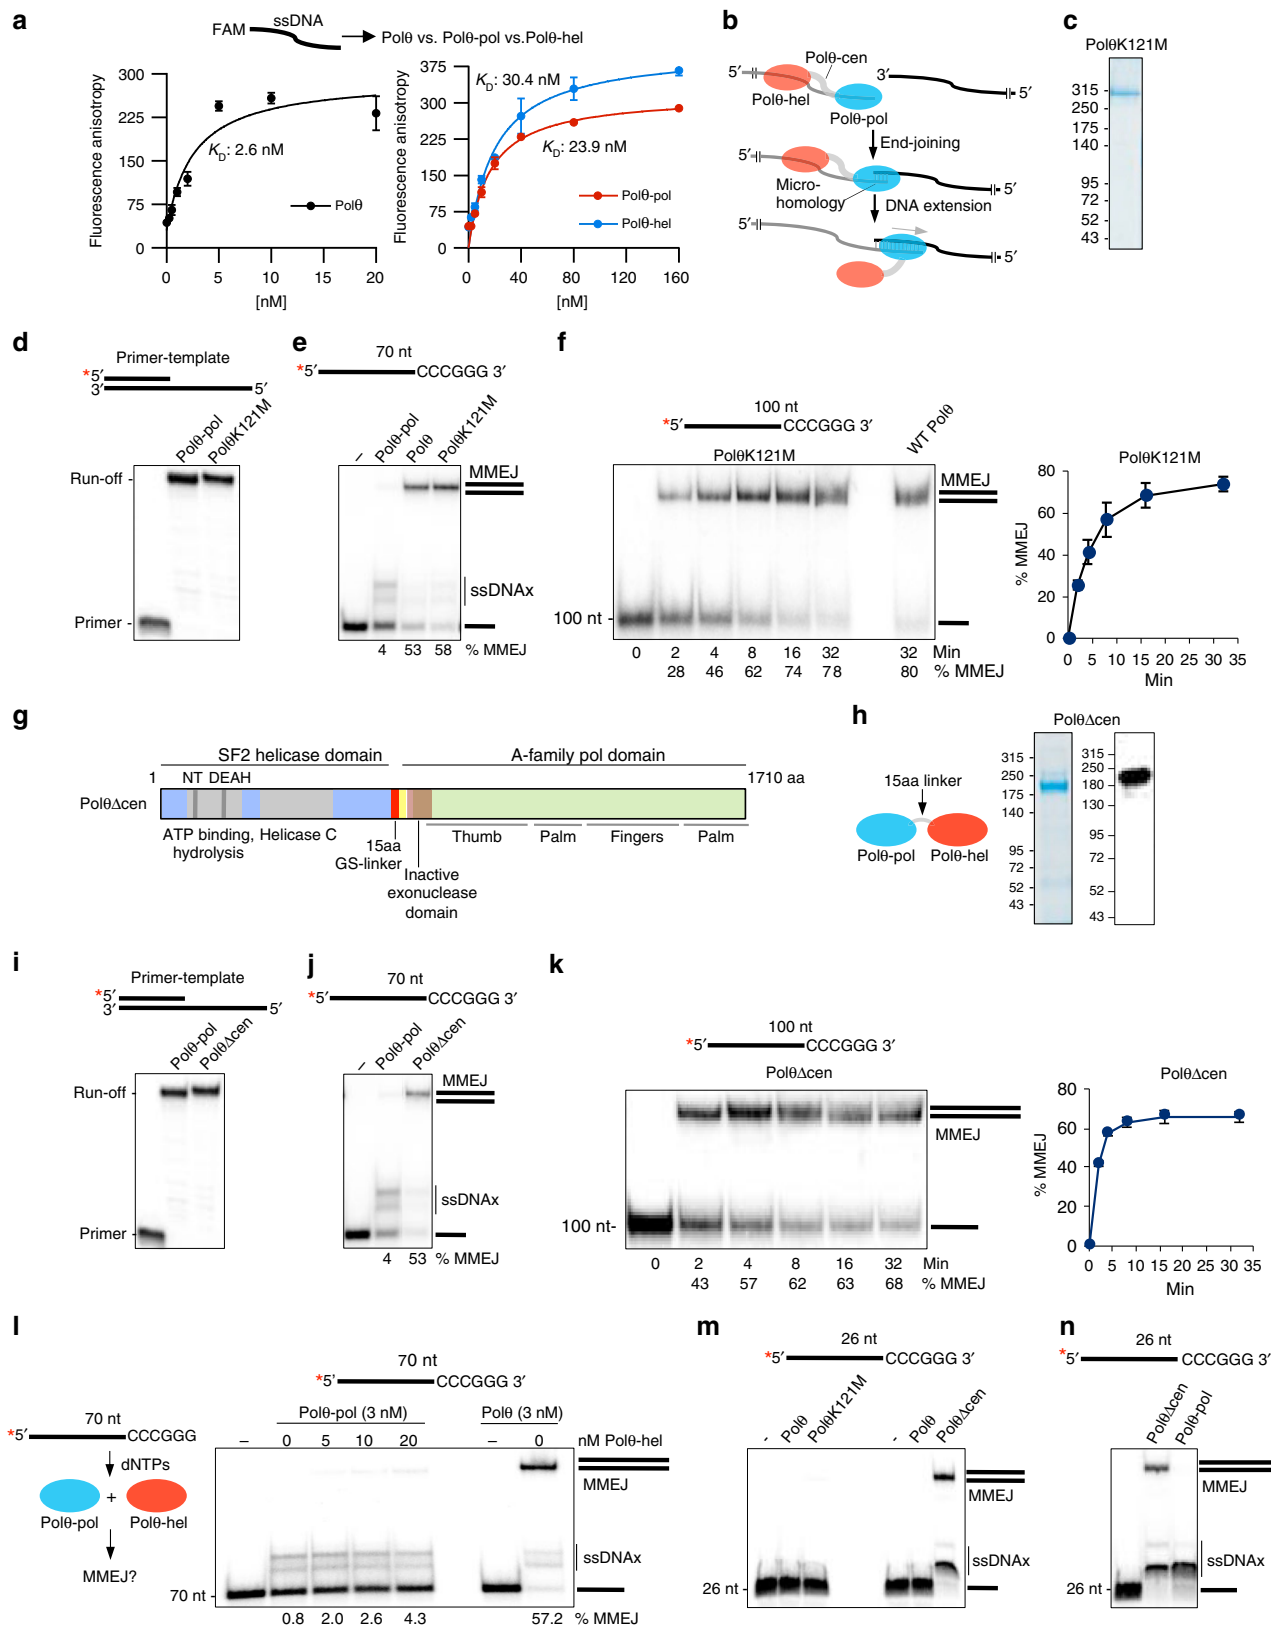 a
ssDNA
FAM
Polθ vs. Polθ-pol vs.Polθ-hel
Fluorescence anisotropy
300
225
150
75
0
KD: 2.6 nM
Polθ
0 5 10 15 20
[nM]
Fluorescence anisotropy
375
300
225
150
75
0
KD: 30.4 nM
KD: 23.9 nM
Polθ-pol
Polθ-hel
0 40 80 120 160
[nM]
b
Polθ-cen
5′
3′
5′
Polθ-hel
Polθ-pol
End-joining
5′
5′
Micro-
homology
DNA extension
5′
5′
c
PolθK121M
315
250
175
140
95
72
52
43
d
Primer-template
*5′
3′
5′
Polθ-pol
PolθK121M
Run-off
Primer
e
70 nt
*5′
CCCGGG 3′
–
Polθ-pol
Polθ
PolθK121M
MMEJ
ssDNAx
4 53 58 % MMEJ
f
100 nt
*5′
CCCGGG 3′
PolθK121M
WT Polθ
MMEJ
100 nt
0 2 4 8 16 32 32 Min
28 46 62 74 78 80 % MMEJ
PolθK121M
% MMEJ
80
60
40
20
0
0 5 10 15 20 25 30 35
Min
g
SF2 helicase domain
A-family pol domain
1
NT DEAH
1710 aa
PolθΔcen
ATP binding,
hydrolysis
Helicase C
15aa
GS-linker
Inactive
exonuclease
domain
Thumb
Palm
Fingers
Palm
h
PolθΔcen
15aa linker
Polθ-pol
Polθ-hel
315
250
175
140
95
72
52
43
315
250
180
130
95
72
52
43
i
Primer-template
*5′
3′
5′
Polθ-pol
PolθΔcen
Run-off
Primer
j
70 nt
*5′
CCCGGG 3′
–
Polθ-pol
PolθΔcen
MMEJ
ssDNAx
4 53 % MMEJ
k
100 nt
*5′
CCCGGG 3′
PolθΔcen
MMEJ
100 nt
0 2 4 8 16 32 Min
43 57 62 63 68 % MMEJ
PolθΔcen
% MMEJ
80
60
40
20
0
0 5 10 15 20 25 30 35
Min
l
70 nt
*5′
CCCGGG
dNTPs
+
Polθ-pol
Polθ-hel
MMEJ?
70 nt
*5'
CCCGGG 3′
Polθ-pol (3 nM)
Polθ (3 nM)
– 0 5 10 20 – 0 nM Polθ-hel
MMEJ
ssDNAx
70 nt
0.8 2.0 2.6 4.3 57.2 % MMEJ
m
26 nt
*5′
CCCGGG 3′
-
Polθ
PolθK121M
-
Polθ
PolθΔcen
MMEJ
ssDNAx
26 nt
n
26 nt
*5′
CCCGGG 3′
PolθΔcen
Polθ-pol
MMEJ
ssDNAx
26 nt